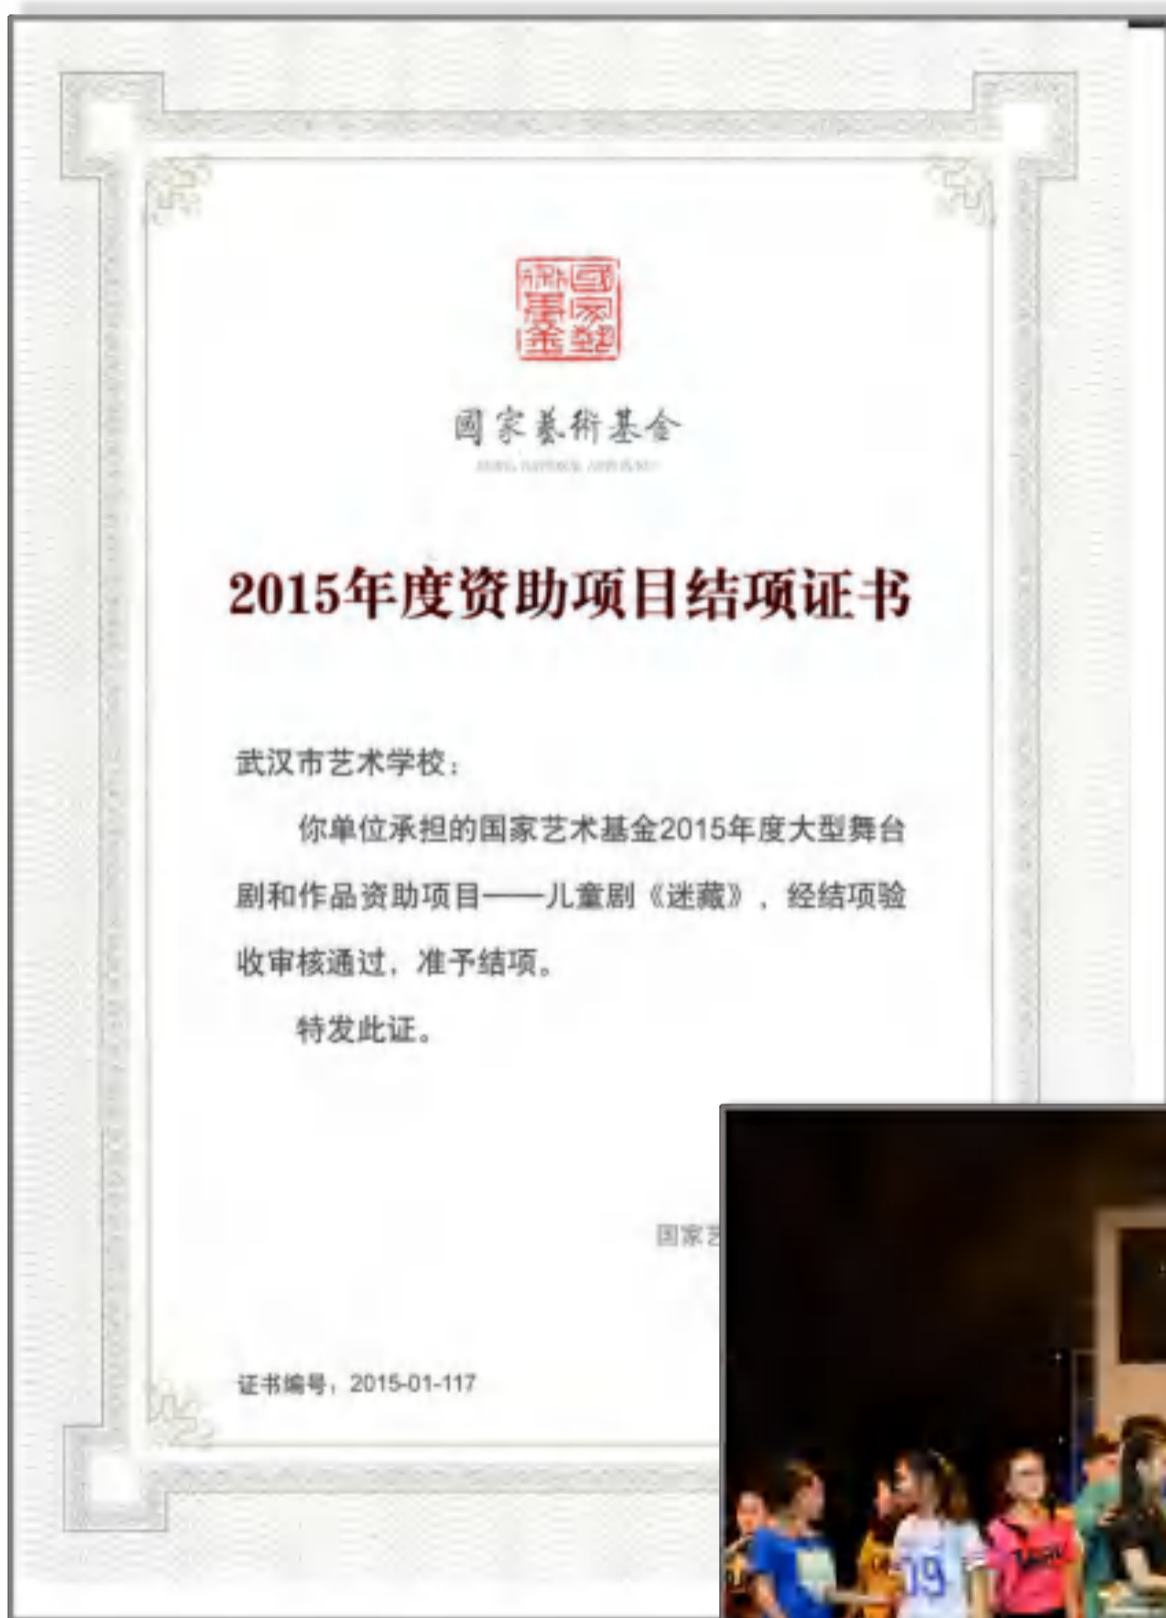 國家藝術基金
國家藝術基金
2015年度资助项目结项证书
武汉市艺术学校：
你单位承担的国家艺术基金2015年度大型舞台
剧和作品资助项目——儿童剧《迷藏》，经结项验
收审核通过，准予结项。
特发此证。
国家艺
证书编号：2015-01-117
19